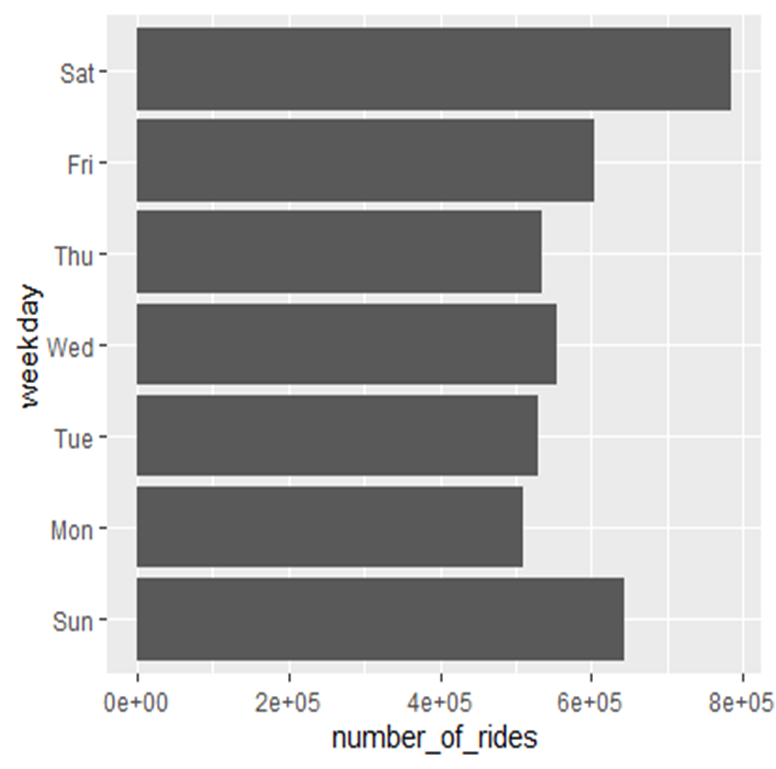 Sat
Fri
Thu
Wed
Tue
Mon
Sun
weekday
0e+00 2e+05 4e+05 6e+05 8e+05
number_of_rides